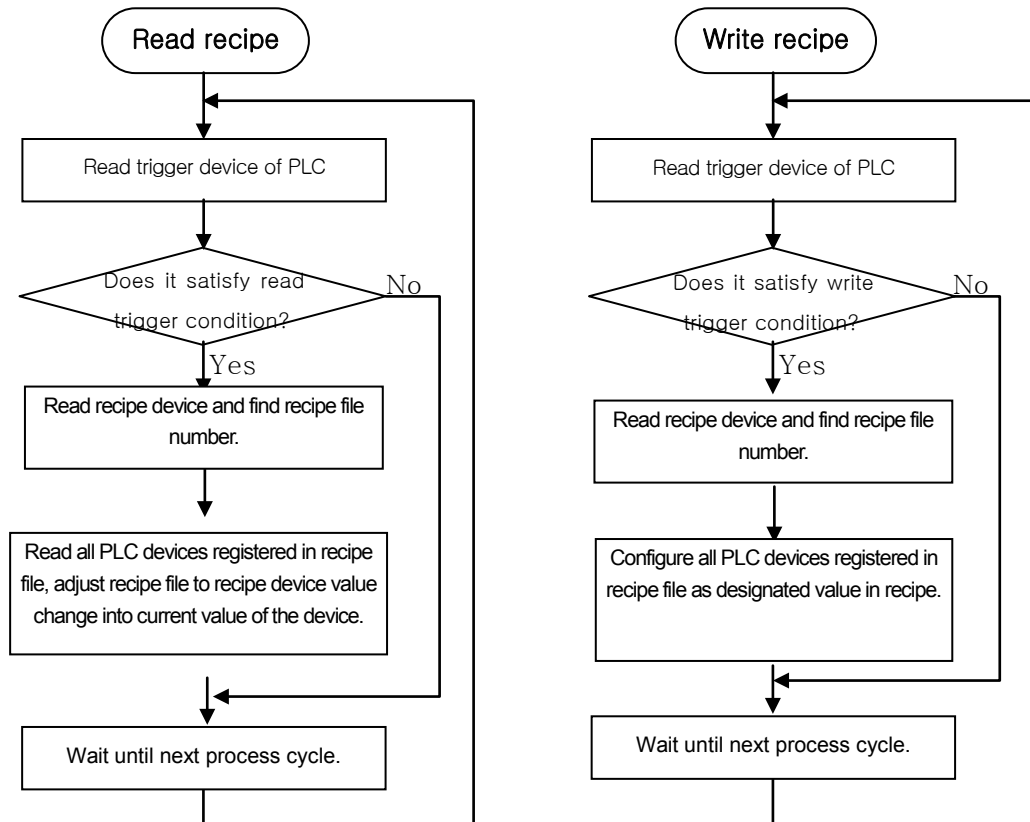 Read recipe
Read trigger device of PLC
Does it satisfy read
trigger condition?
No
Yes
Read recipe device and find recipe file
number.
Read all PLC devices registered in recipe
file, adjust recipe file to recipe device value
change into current value of the device.
Wait until next process cycle.
Write recipe
Read trigger device of PLC
Does it satisfy write
trigger condition?
No
Yes
Read recipe device and find recipe file
number.
Configure all PLC devices registered in
recipe file as designated value in recipe.
Wait until next process cycle.